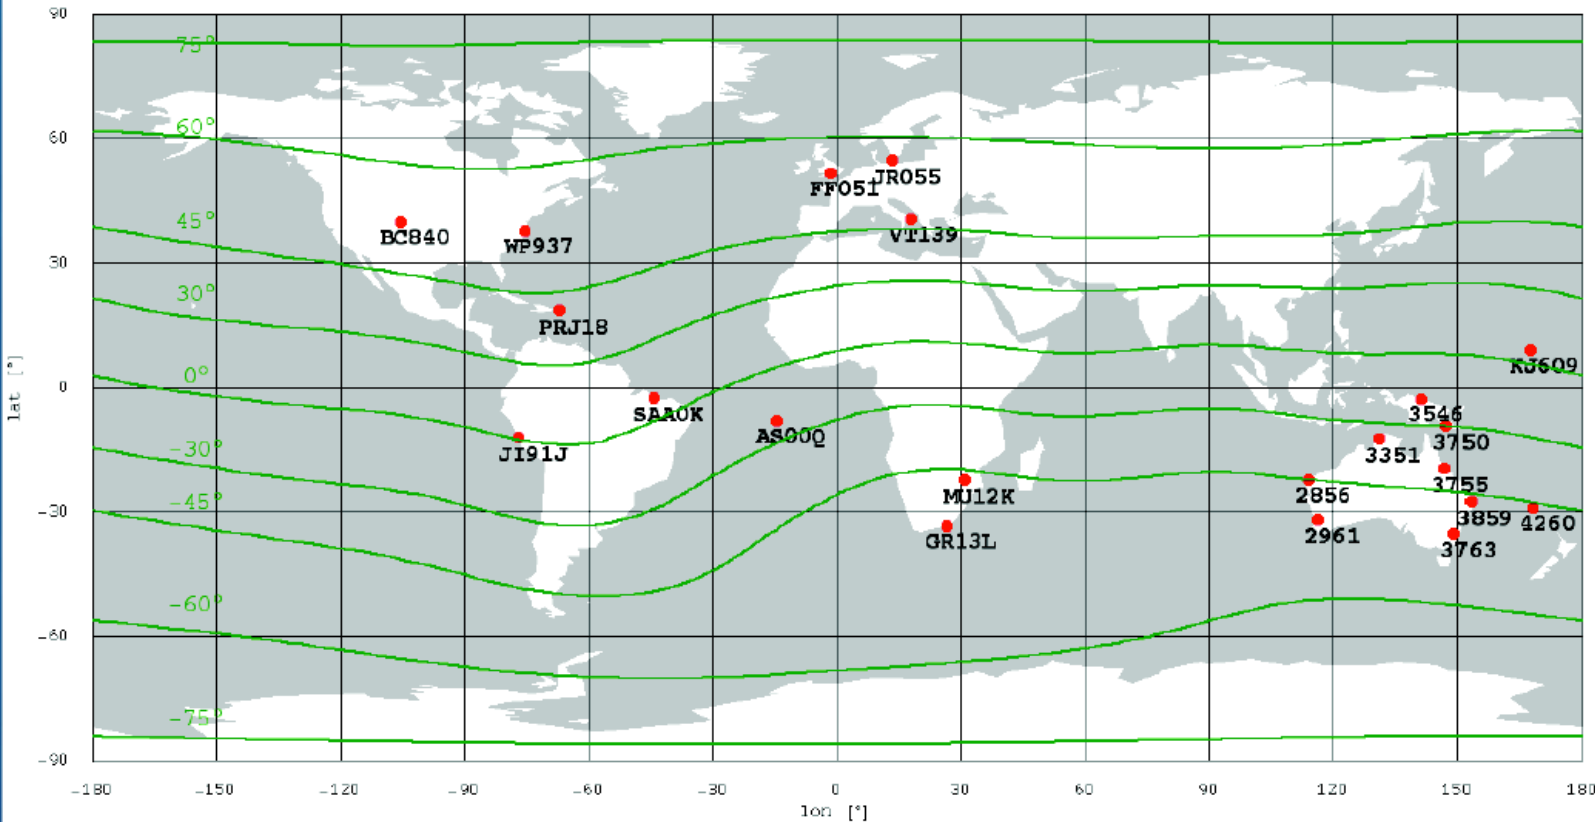 90
75°
60
60°
FF051
JR055
45°
BC840
WP937
VT139
30
30°
PRJ18
KJ609
0°
0
lat [°]
SAA0K
AS00Q
3546
3750
3351
-30°
JI91J
3755
2856
MU12K
-45°
-30
3859
4260
2961
GR13L
3763
-60°
-60
-75°
-90
-180 -150 -120 -90 -60 -30 0 30 60 90 120 150 180
lon [°]